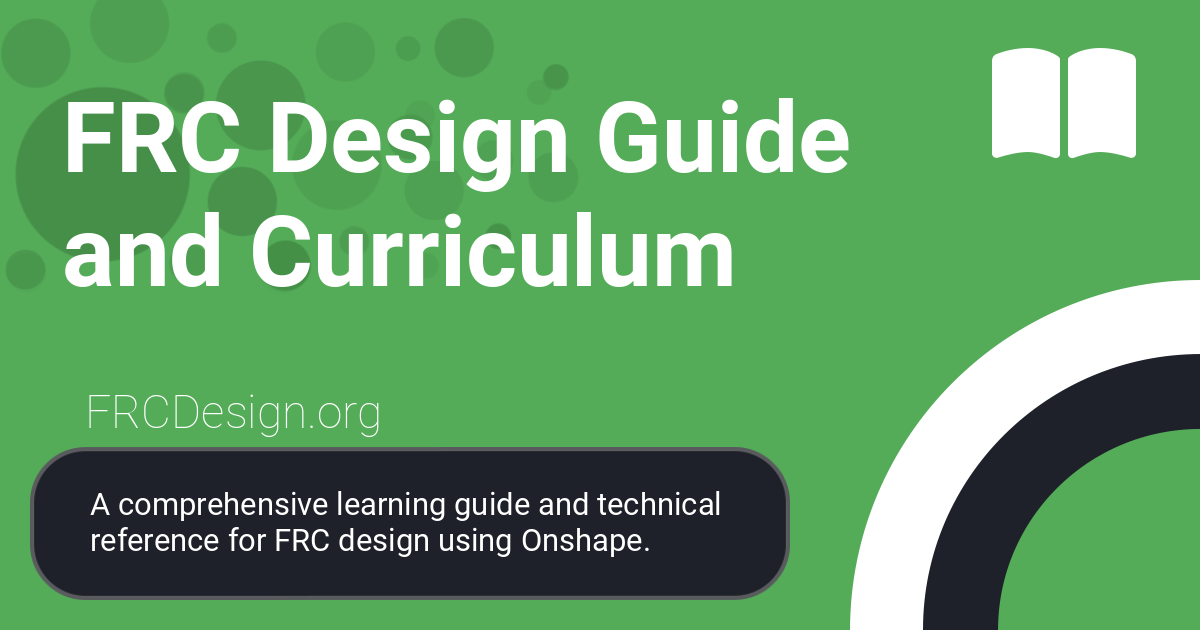 FRC Design Guide
and Curriculum
FRCDesign.org
A comprehensive learning guide and technical
reference for FRC design using Onshape.